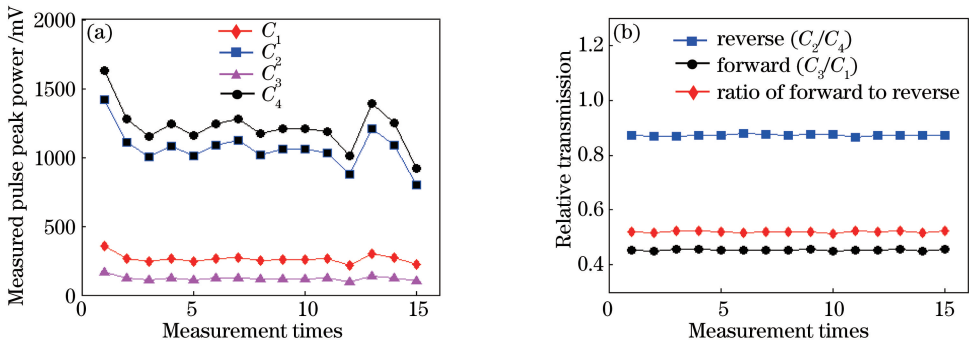 (a)
C1
C2
C3
C4
2000
1500
1000
500
0
0
5
10
15
Measured pulse peak power /mV
Measurement times
(b)
reverse (C2/C4)
forward (C3/C1)
ratio of forward to reverse
1.2
1.0
0.8
0.6
0.4
0
5
10
15
Relative transmission
Measurement times